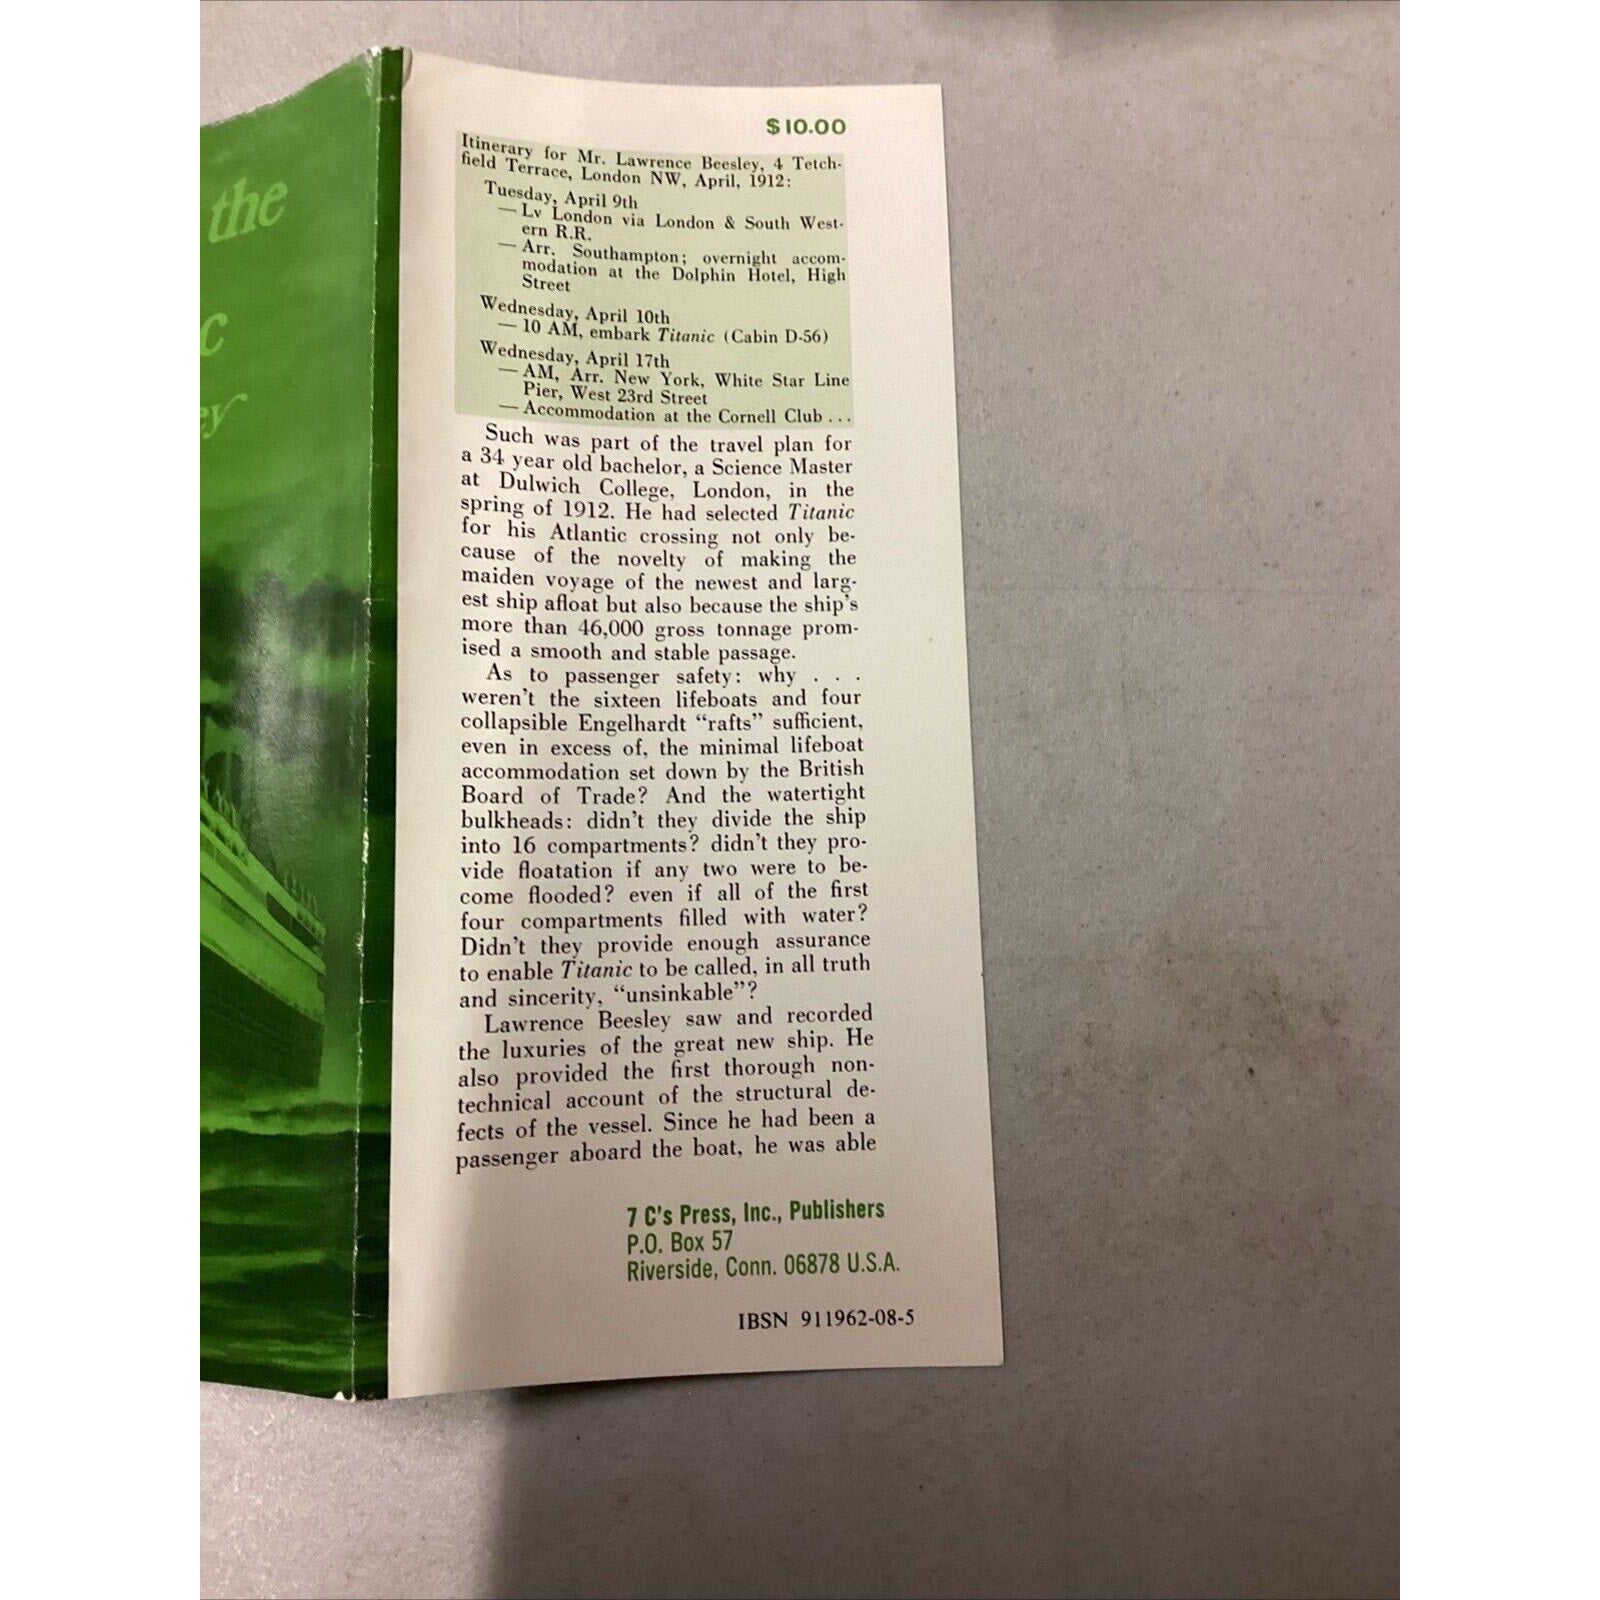 the
c
ey
$10.00
Itinerary for Mr. Lawrence Beesley, 4 Tetch-
field Terrace, London NW, April, 1912:
Tuesday, April 9th
— Lv London via London & South West-
ern R.R.
— Arr. Southampton; overnight accom-
modation at the Dolphin Hotel, High
Street
Wednesday, April 10th
— 10 AM, embark Titanic (Cabin D-56)
Wednesday, April 17th
— AM, Arr. New York, White Star Line
Pier, West 23rd Street
— Accommodation at the Cornell Club . . .
Such was part of the travel plan for
a 34 year old bachelor, a Science Master
at Dulwich College, London, in the
spring of 1912. He had selected Titanic
for his Atlantic crossing not only be-
cause of the novelty of making the
maiden voyage of the newest and larg-
est ship afloat but also because the ship's
more than 46,000 gross tonnage prom-
ised a smooth and stable passage.
As to passenger safety: why . . .
weren't the sixteen lifeboats and four
collapsible Engelhardt “rafts” sufficient,
even in excess of, the minimal lifeboat
accommodation set down by the British
Board of Trade? And the watertight
bulkheads: didn't they divide the ship
into 16 compartments? didn't they pro-
vide floatation if any two were to be-
come flooded? even if all of the first
four compartments filled with water?
Didn't they provide enough assurance
to enable Titanic to be called, in all truth
and sincerity, “unsinkable”?
Lawrence Beesley saw and recorded
the luxuries of the great new ship. He
also provided the first thorough non-
technical account of the structural de-
fects of the vessel. Since he had been a
passenger aboard the boat, he was able
7 C's Press, Inc., Publishers
P.O. Box 57
Riverside, Conn. 06878 U.S.A.
IBSN 911962-08-5